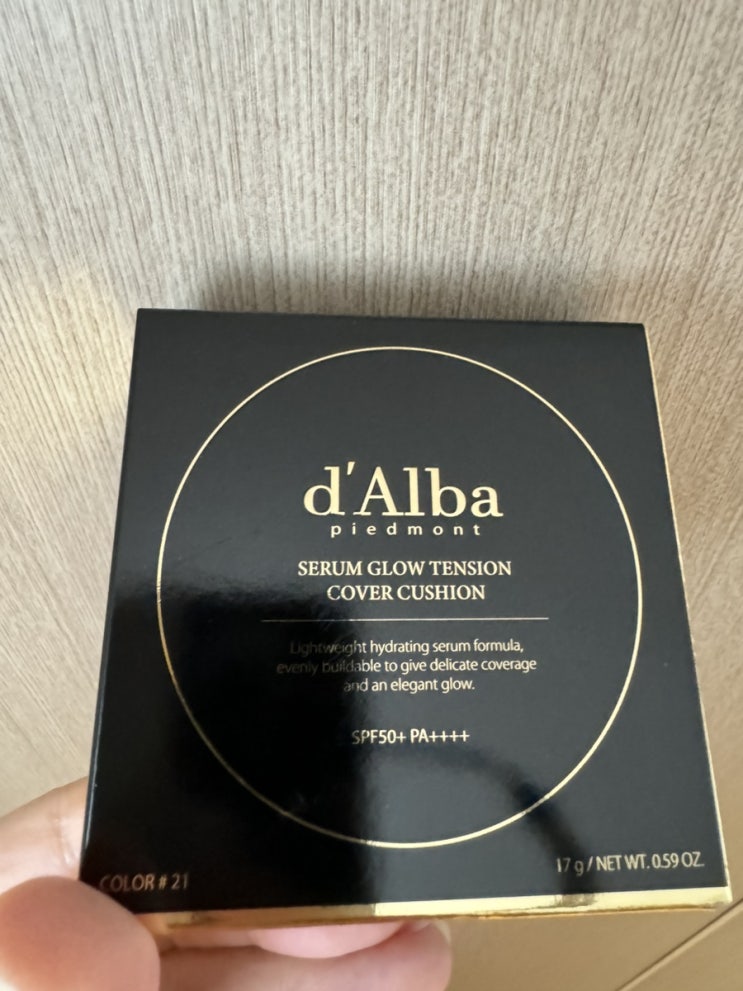 d'Alba
piedmont
SERUM GLOW TENSION
COVER CUSHION
Lightweight hydrating serum formula,
evenly buildable to give delicate coverage
and an elegant glow.
SPF50+ PA++++
COLOR # 21
17 g / NET WT. 0.59 OZ.